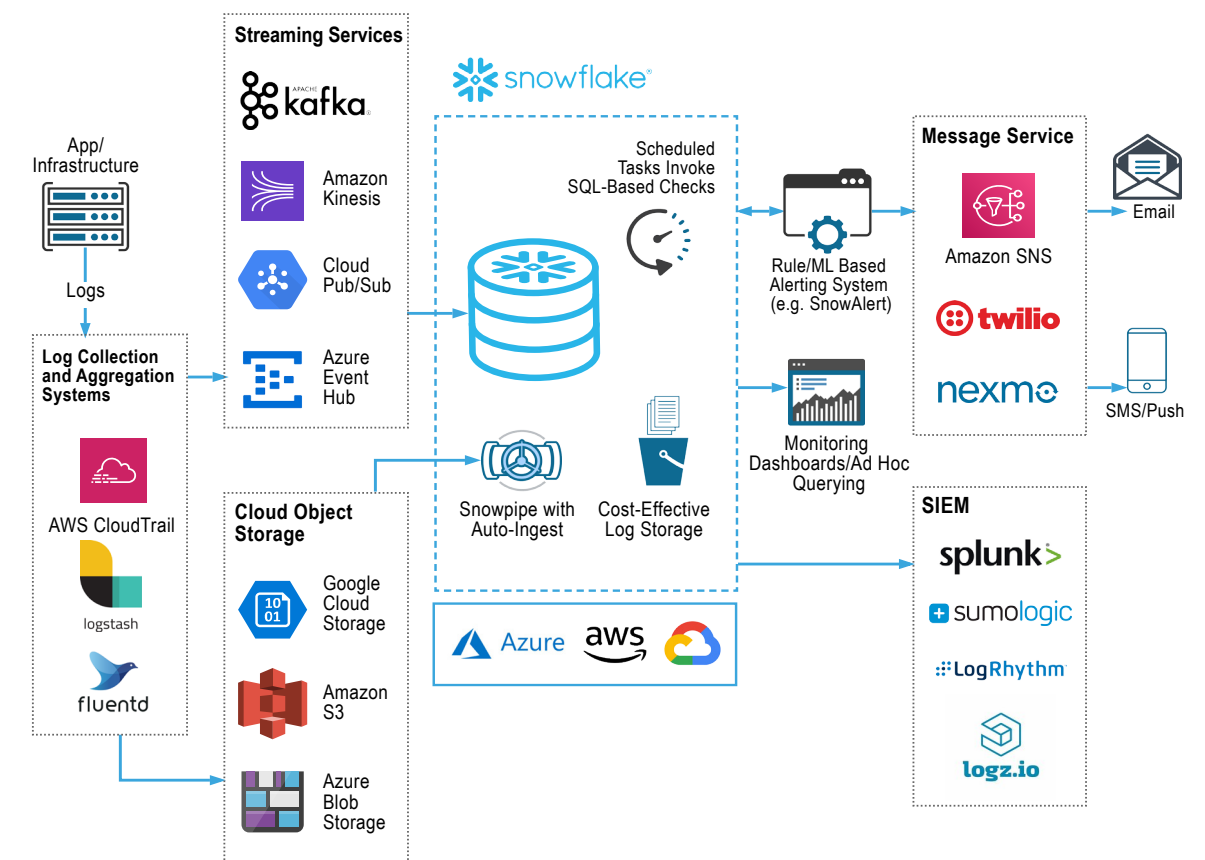 Streaming Services
APACHE
kafka®
Amazon
Kinesis
Cloud
Pub/Sub
Azure
Event
Hub
App/
Infrastructure
Logs
Log Collection
and Aggregation
Systems
AWS CloudTrail
logstash
fluentd
Cloud Object
Storage
10
01
Google
Cloud
Storage
Amazon
S3
Azure
Blob
Storage
snowflake®
Scheduled
Tasks Invoke
SQL-Based Checks
Snowpipe with
Auto-Ingest
Cost-Effective
Log Storage
Azure
aws
Rule/ML Based
Alerting System
(e.g. SnowAlert)
Monitoring
Dashboards/Ad Hoc
Querying
Message Service
Amazon SNS
twilio
nexmo
Email
SMS/Push
SIEM
splunk>
sumologic
LogRhythm
logz.io